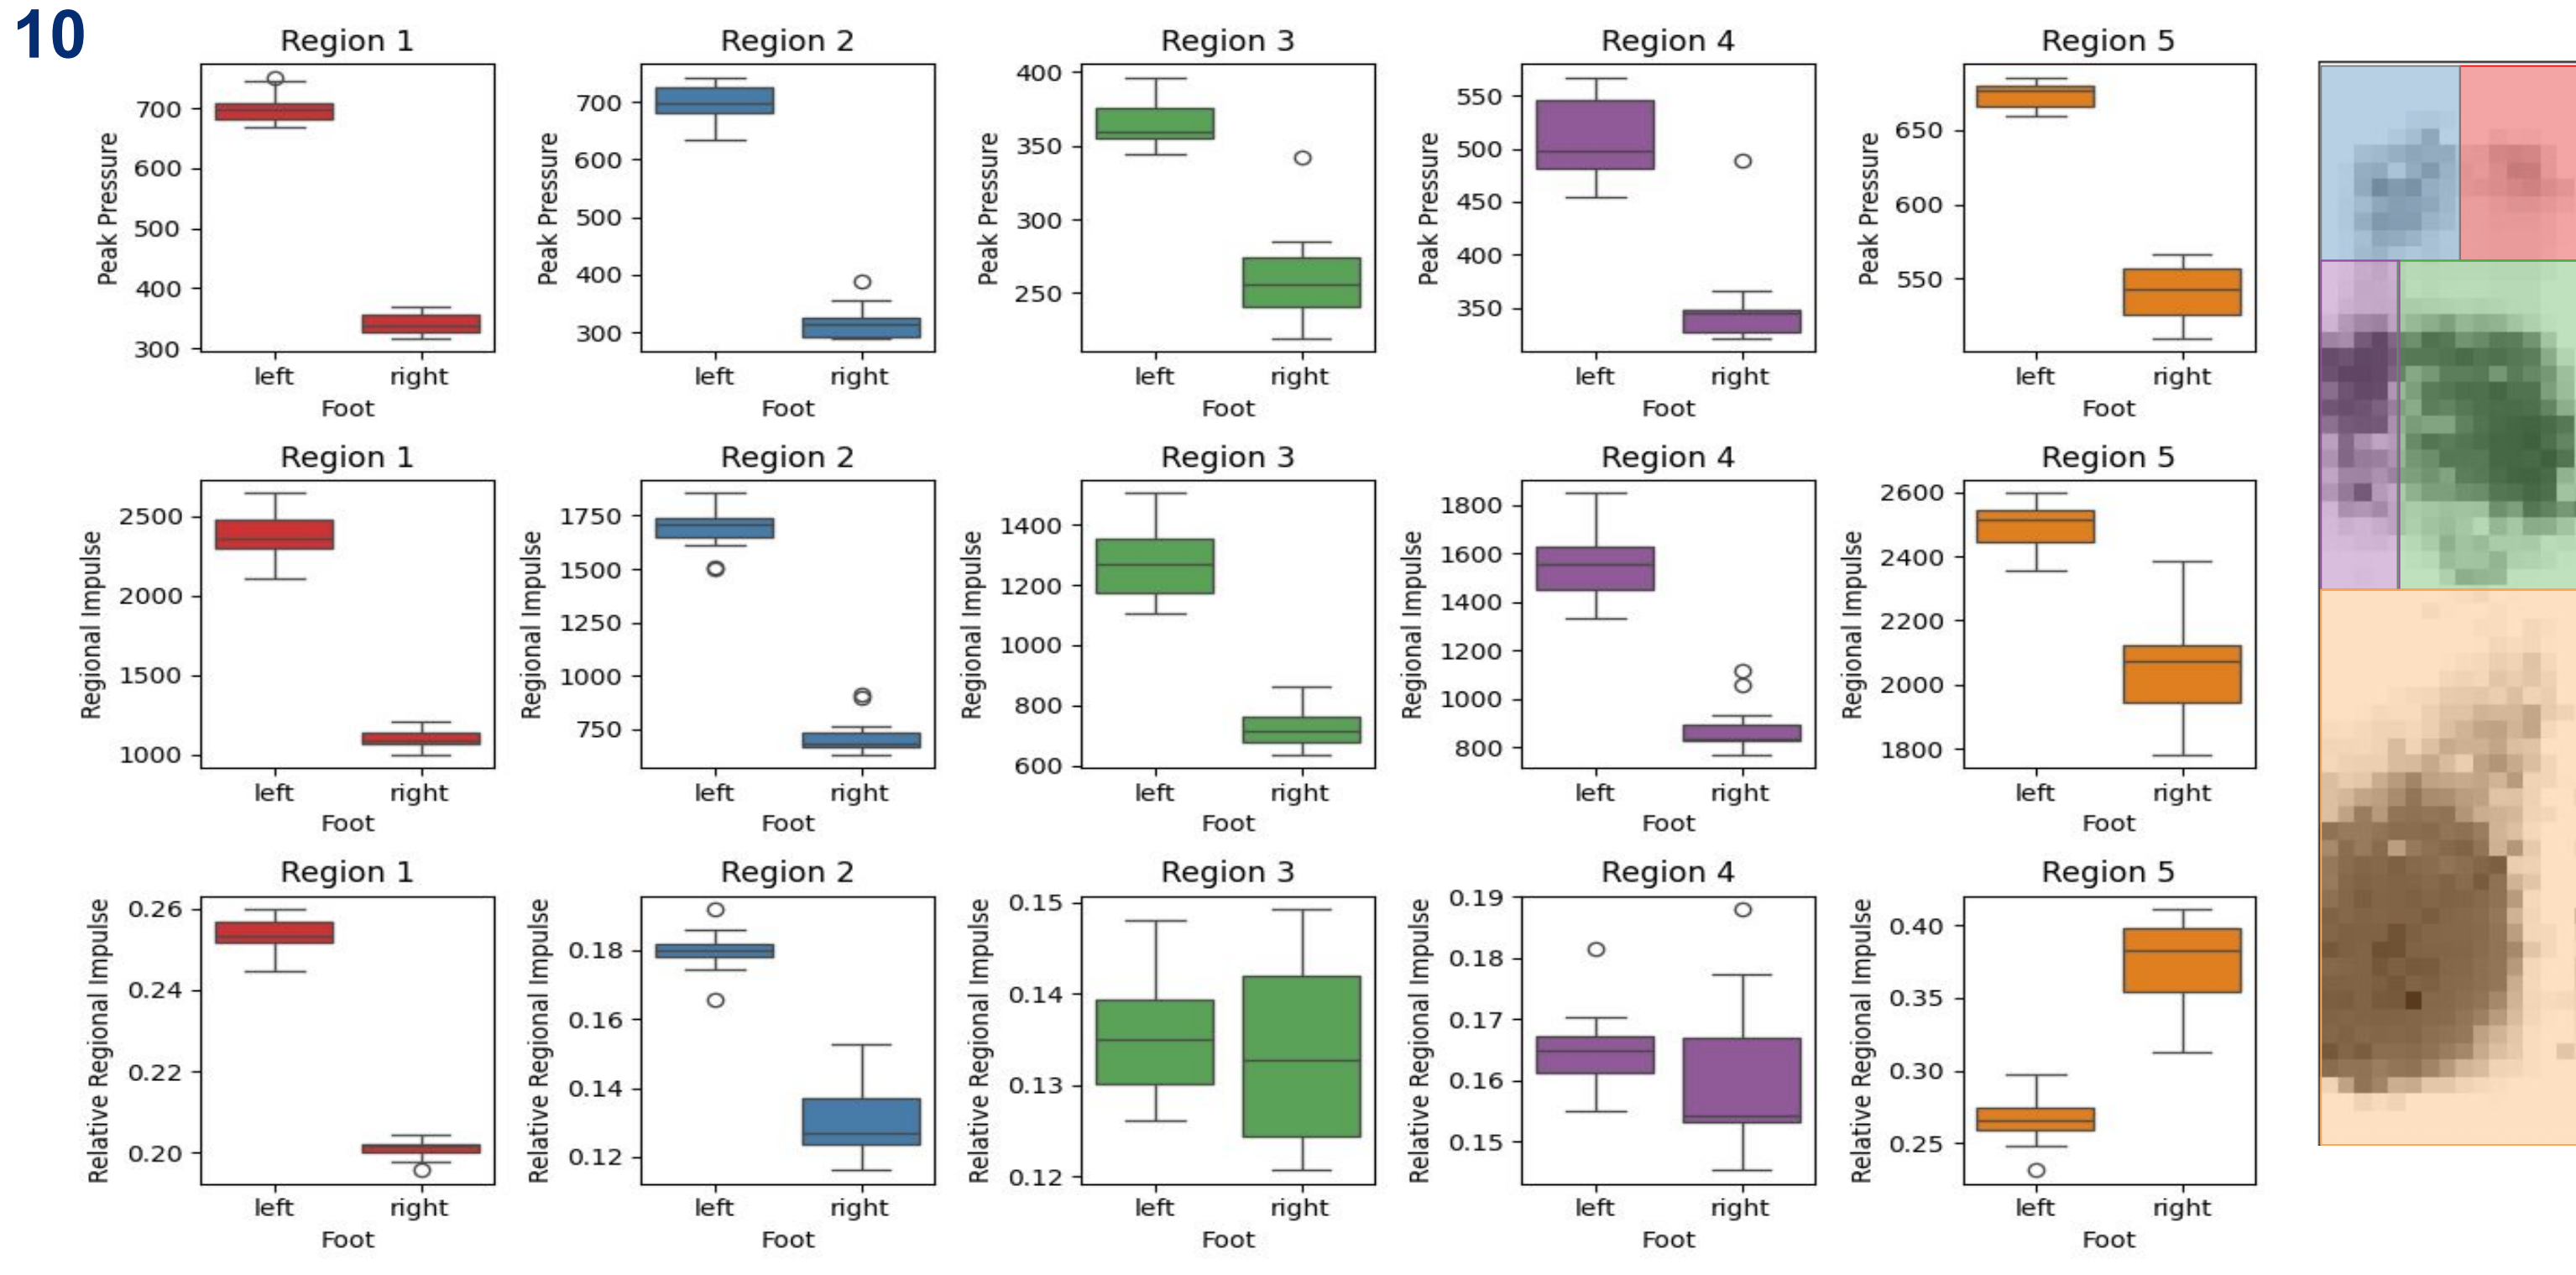 10
Region 1 Region 2 Region 3 Region 4 Region 5
Peak Pressure
700
600
500
400
300
left right
Foot
Peak Pressure
700
600
500
400
300
left right
Foot
Peak Pressure
400
350
300
250
left right
Foot
Peak Pressure
550
500
450
400
350
left right
Foot
Peak Pressure
650
600
550
left right
Foot
Region 1 Region 2 Region 3 Region 4 Region 5
Regional Impulse
2500
2000
1500
1000
left right
Foot
Regional Impulse
1750
1500
1250
1000
750
left right
Foot
Regional Impulse
1400
1200
1000
800
600
left right
Foot
Regional Impulse
1800
1600
1400
1200
1000
800
left right
Foot
Regional Impulse
2600
2400
2200
2000
1800
left right
Foot
Region 1 Region 2 Region 3 Region 4 Region 5
Relative Regional Impulse
0.26
0.24
0.22
0.20
left right
Foot
Relative Regional Impulse
0.18
0.16
0.14
0.12
left right
Foot
Relative Regional Impulse
0.15
0.14
0.13
0.12
left right
Foot
Relative Regional Impulse
0.19
0.18
0.17
0.16
0.15
left right
Foot
Relative Regional Impulse
0.40
0.35
0.30
0.25
left right
Foot